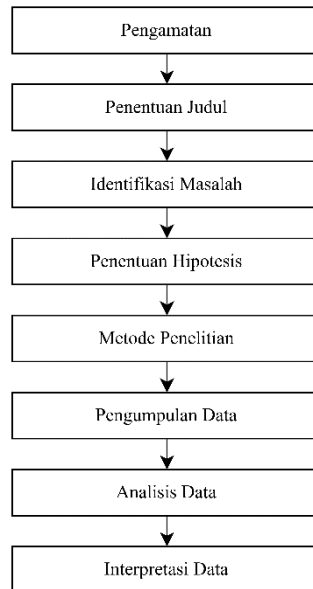 Pengamatan
Penentuan Judul
Identifikasi Masalah
Penentuan Hipotesis
Metode Penelitian
Pengumpulan Data
Analisis Data
Interpretasi Data